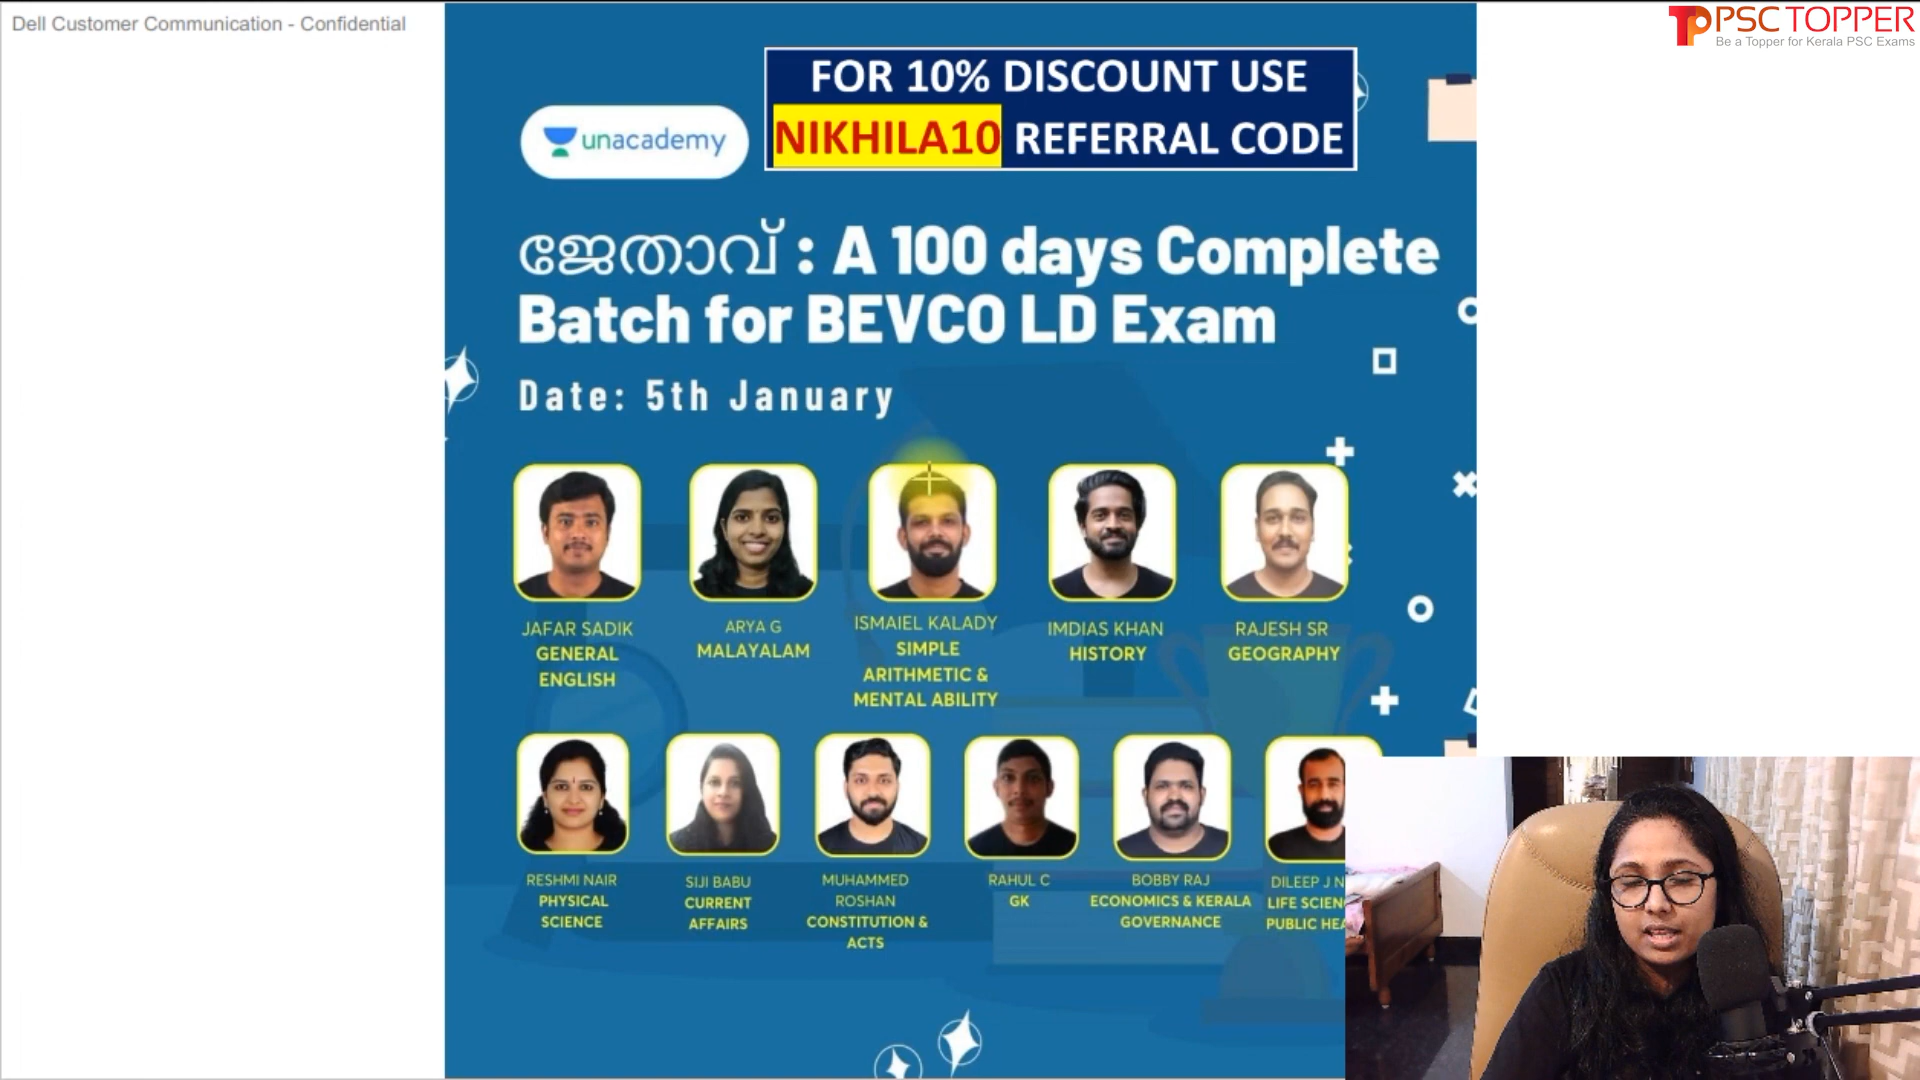 Dell Customer Communication - Confidential
PSC TOPPER
Be a Topper for Kerala PSC Exams
FOR 10% DISCOUNT USE
NIKHILA10 REFERRAL CODE
unacademy
ജേതാവ് : A 100 days Complete
Batch for BEVCO LD Exam
Date: 5th January
JAFAR SADIK
GENERAL
ENGLISH
ARYA G
MALAYALAM
ISMAIEL KALADY
SIMPLE
ARITHMETIC &
MENTAL ABILITY
IMDIAS KHAN
HISTORY
RAJESH SR
GEOGRAPHY
RESHMI NAIR
PHYSICAL
SCIENCE
SIJI BABU
CURRENT
AFFAIRS
MUHAMMED
ROSHAN
CONSTITUTION &
ACTS
RAHUL C
GK
BOBBY RAJ
ECONOMICS & KERALA
GOVERNANCE
DILEEP J N
LIFE
PUBLIC